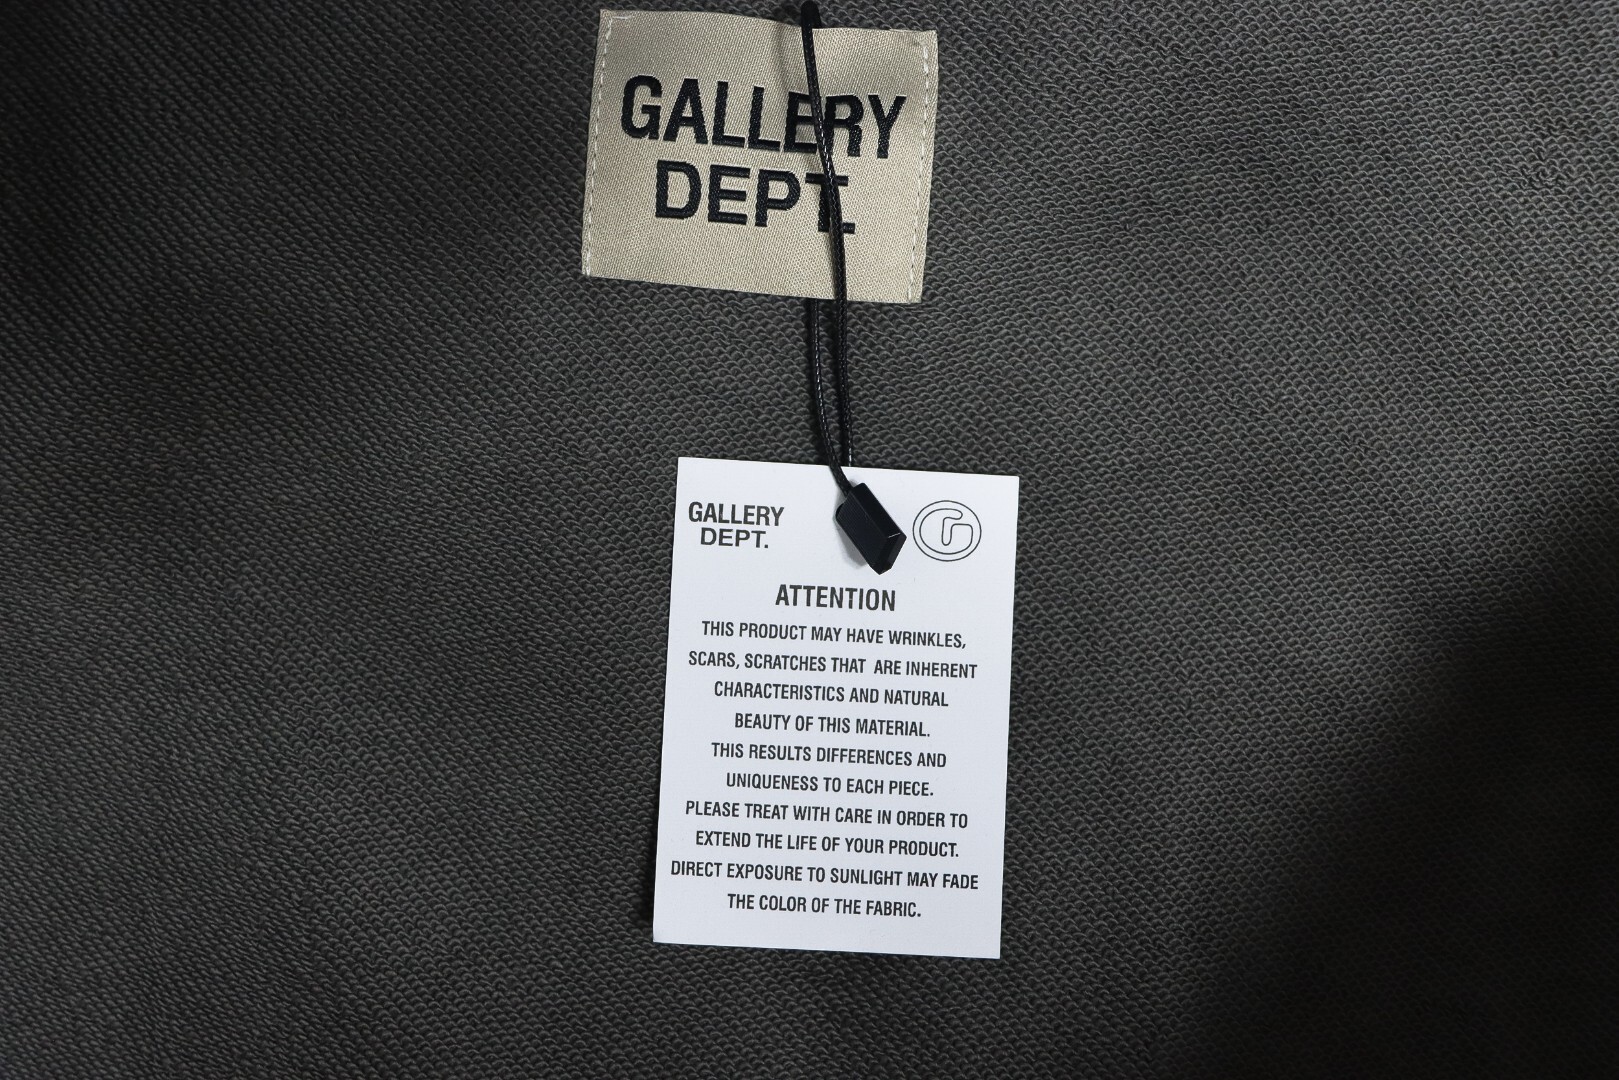 GALLERY
DEPT.
GALLERY
DEPT.
ATTENTION
THIS PRODUCT MAY HAVE WRINKLES,
SCARS, SCRATCHES THAT ARE INHERENT
CHARACTERISTICS AND NATURAL
BEAUTY OF THIS MATERIAL.
THIS RESULTS DIFFERENCES AND
UNIQUENESS TO EACH PIECE.
PLEASE TREAT WITH CARE IN ORDER TO
EXTEND THE LIFE OF YOUR PRODUCT.
DIRECT EXPOSURE TO SUNLIGHT MAY FADE
THE COLOR OF THE FABRIC.